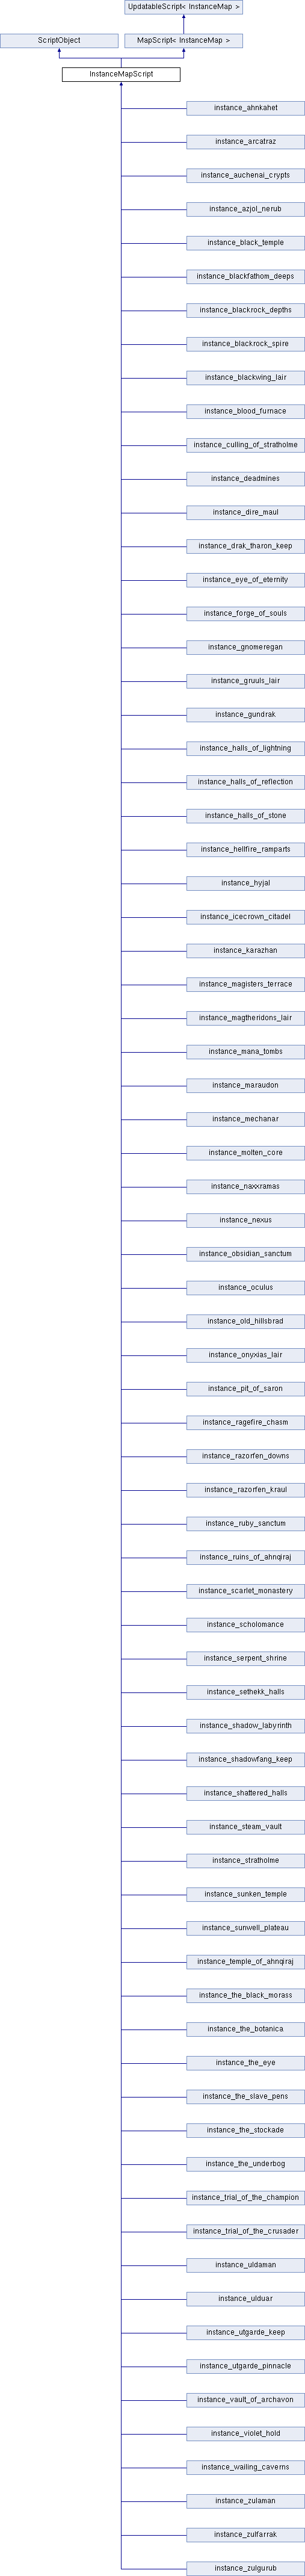 UpdatableScript< InstanceMap >
ScriptObject
MapScript< InstanceMap >
InstanceMapScript
instance_ahnkahet
instance_arcatraz
instance_auchenai_crypts
instance_azjol_nerub
instance_black_temple
instance_blackfathom_deeps
instance_blackrock_depths
instance_blackrock_spire
instance_blackwing_lair
instance_blood_furnace
instance_culling_of_stratholme
instance_deadmines
instance_dire_maul
instance_drak_tharon_keep
instance_eye_of_eternity
instance_forge_of_souls
instance_gnomeregan
instance_gruuls_lair
instance_gundrak
instance_halls_of_lightning
instance_halls_of_reflection
instance_halls_of_stone
instance_hellfire_ramparts
instance_hyjal
instance_icecrown_citadel
instance_karazhan
instance_magisters_terrace
instance_magtheridons_lair
instance_mana_tombs
instance_maraudon
instance_mechanar
instance_molten_core
instance_naxxramas
instance_nexus
instance_obsidian_sanctum
instance_oculus
instance_old_hillsbrad
instance_onyxias_lair
instance_pit_of_saron
instance_ragefire_chasm
instance_razorfen_downs
instance_razorfen_kraul
instance_ruby_sanctum
instance_ruins_of_ahnqiraj
instance_scarlet_monastery
instance_scholomance
instance_serpent_shrine
instance_sethekk_halls
instance_shadow_labyrinth
instance_shadowfang_keep
instance_shattered_halls
instance_steam_vault
instance_stratholme
instance_sunken_temple
instance_sunwell_plateau
instance_temple_of_ahnqiraj
instance_the_black_morass
instance_the_botanica
instance_the_eye
instance_the_slave_pens
instance_the_stockade
instance_the_underbog
instance_trial_of_the_champion
instance_trial_of_the_crusader
instance_uldaman
instance_ulduar
instance_utgarde_keep
instance_utgarde_pinnacle
instance_vault_of_archavon
instance_violet_hold
instance_wailing_caverns
instance_zulaman
instance_zulfarrak
instance_zulgurub